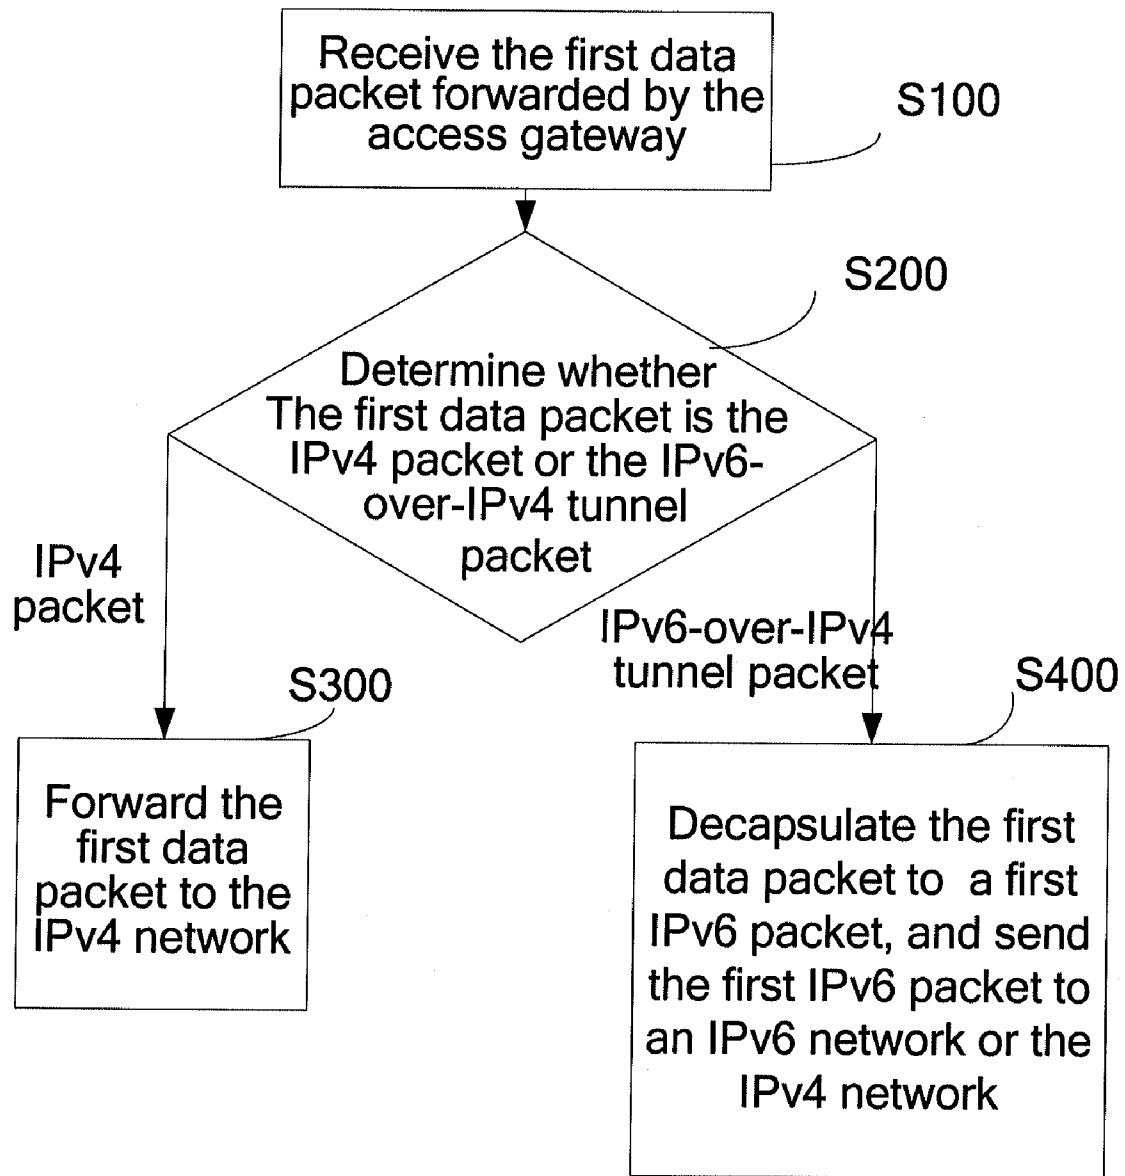 Receive the first data
packet forwarded by the
access gateway
S100
S200
Determine whether
The first data packet is the
IPv4 packet or the IPv6-
over-IPv4 tunnel
packet
IPv4
packet
IPv6-over-IPv4
tunnel packet
S300
S400
Forward the
first data
packet to the
IPv4 network
Decapsulate the first
data packet to a first
IPv6 packet, and send
the first IPv6 packet to
an IPv6 network or the
IPv4 network